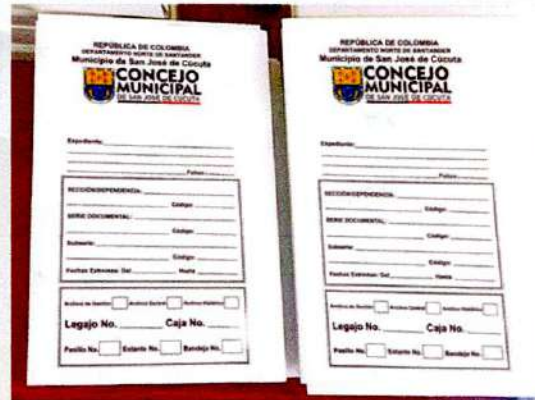 REPÚBLICA DE COLOMBIA
DEPARTAMENTO NORTE DE SANTANDER
Municipio de San José de Cúcuta
CONCEJO
MUNICIPAL
DE SAN JOSÉ DE CÚCUTA
Expediente:
Folios:
SECCIÓN/DEPENDENCIA:
Código:
SERIE DOCUMENTAL:
Código:
Subserie:
Código:
Fechas Extremas: Del Hasta
Archivo de Gestión Archivo Central Archivo Histórico
Legajo No. Caja No.
Pasillo No. Estante No. Bandeja No.
REPÚBLICA DE COLOMBIA
DEPARTAMENTO NORTE DE SANTANDER
Municipio de San José de Cúcuta
CONCEJO
MUNICIPAL
DE SAN JOSÉ DE CÚCUTA
Expediente:
Folios:
SECCIÓN/DEPENDENCIA:
Código:
SERIE DOCUMENTAL:
Código:
Subserie:
Código:
Fechas Extremas: Del Hasta
Archivo de Gestión Archivo Central Archivo Histórico
Legajo No. Caja No.
Pasillo No. Estante No. Bandeja No.